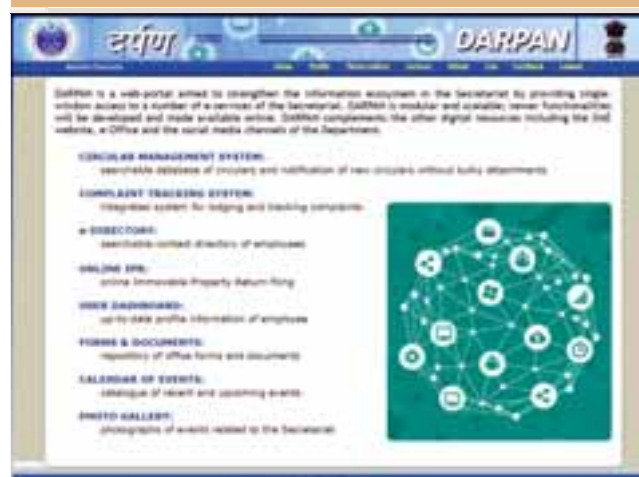 दर्पण DARPAN
DARPAN is a web-portal aimed to strengthen the information ecosystem in the Secretariat by providing single-
window access to a number of e-services of the Secretariat. DARPAN is modular and scalable; newer functionalities
will be developed and made available online. DARPAN complements the other digital resources including the DAE
website, e-Office and the social media channels of the Department.
CIRCULAR MANAGEMENT SYSTEM:
searchable database of circulars and notification of new circulars without bulky attachments
COMPLAINT TRACKING SYSTEM:
integrated system for lodging and tracking complaints
e-DIRECTORY:
searchable contact directory of employees
ONLINE IPR:
online Immovable Property Return filing
USER DASHBOARD:
up-to-date profile information of employee
FORMS & DOCUMENTS:
repository of office forms and documents
CALENDAR OF EVENTS:
catalogue of recent and upcoming events
PHOTO GALLERY:
photographs of events related to the Secretariat